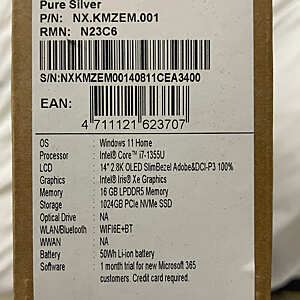 Pure Silver
P/N: NX.KMZEM.001
RMN: N23C6
S/N:NXKMZEM00140811CEA3400
EAN:
4 711121 623707
OS : Windows 11 Home
Processor : Intel® Core™ i7-1355U
LCD : 14" 2.8K OLED SlimBezel Adobe&DCI-P3 100%
Graphics : Intel® Iris® Xe Graphics
Memory : 16 GB LPDDR5 Memory
Storage : 1024GB PCIe NVMe SSD
Optical Drive : NA
WLAN/Bluetooth : WIFI6E+BT
WWAN : NA
Battery : 50Wh Li-ion battery
Software : 1 month trial for new Microsoft 365
customers. Credit card required.